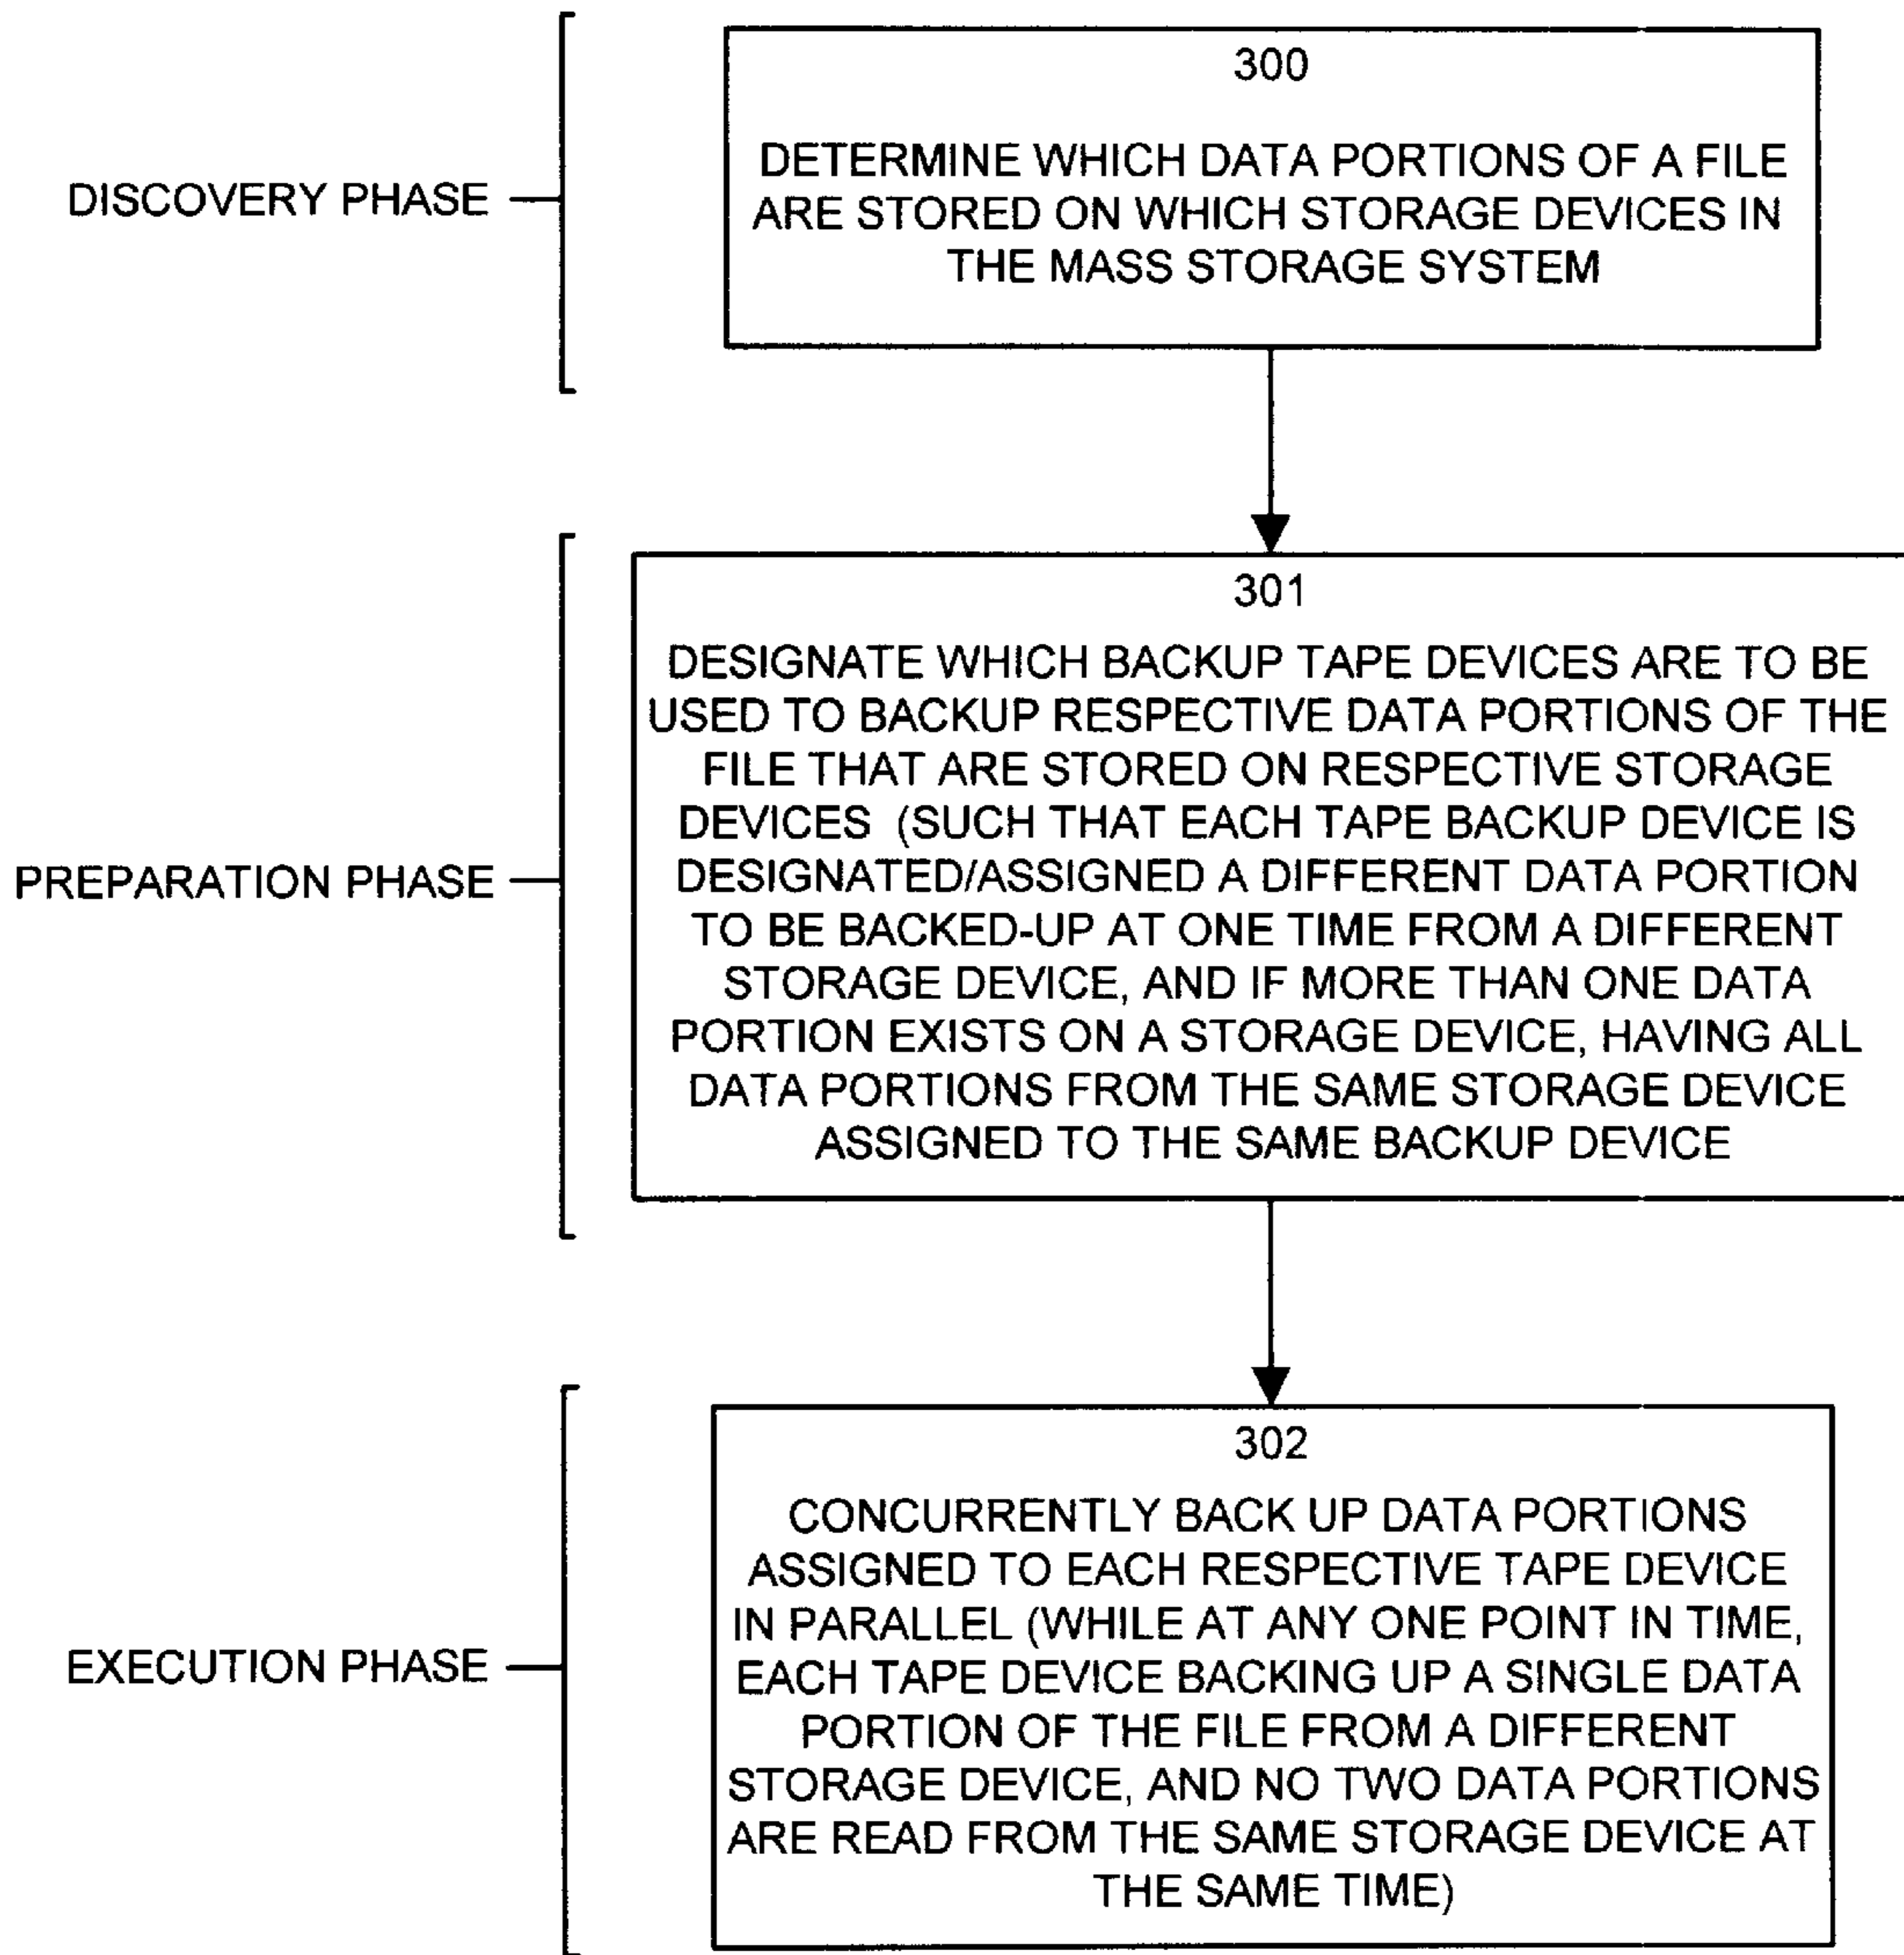 DISCOVERY PHASE
300
DETERMINE WHICH DATA PORTIONS OF A FILE
ARE STORED ON WHICH STORAGE DEVICES IN
THE MASS STORAGE SYSTEM
PREPARATION PHASE
301
DESIGNATE WHICH BACKUP TAPE DEVICES ARE TO BE
USED TO BACKUP RESPECTIVE DATA PORTIONS OF THE
FILE THAT ARE STORED ON RESPECTIVE STORAGE
DEVICES (SUCH THAT EACH TAPE BACKUP DEVICE IS
DESIGNATED/ASSIGNED A DIFFERENT DATA PORTION
TO BE BACKED-UP AT ONE TIME FROM A DIFFERENT
STORAGE DEVICE, AND IF MORE THAN ONE DATA
PORTION EXISTS ON A STORAGE DEVICE, HAVING ALL
DATA PORTIONS FROM THE SAME STORAGE DEVICE
ASSIGNED TO THE SAME BACKUP DEVICE
EXECUTION PHASE
302
CONCURRENTLY BACK UP DATA PORTIONS
ASSIGNED TO EACH RESPECTIVE TAPE DEVICE
IN PARALLEL (WHILE AT ANY ONE POINT IN TIME,
EACH TAPE DEVICE BACKING UP A SINGLE DATA
PORTION OF THE FILE FROM A DIFFERENT
STORAGE DEVICE, AND NO TWO DATA PORTIONS
ARE READ FROM THE SAME STORAGE DEVICE AT
THE SAME TIME)